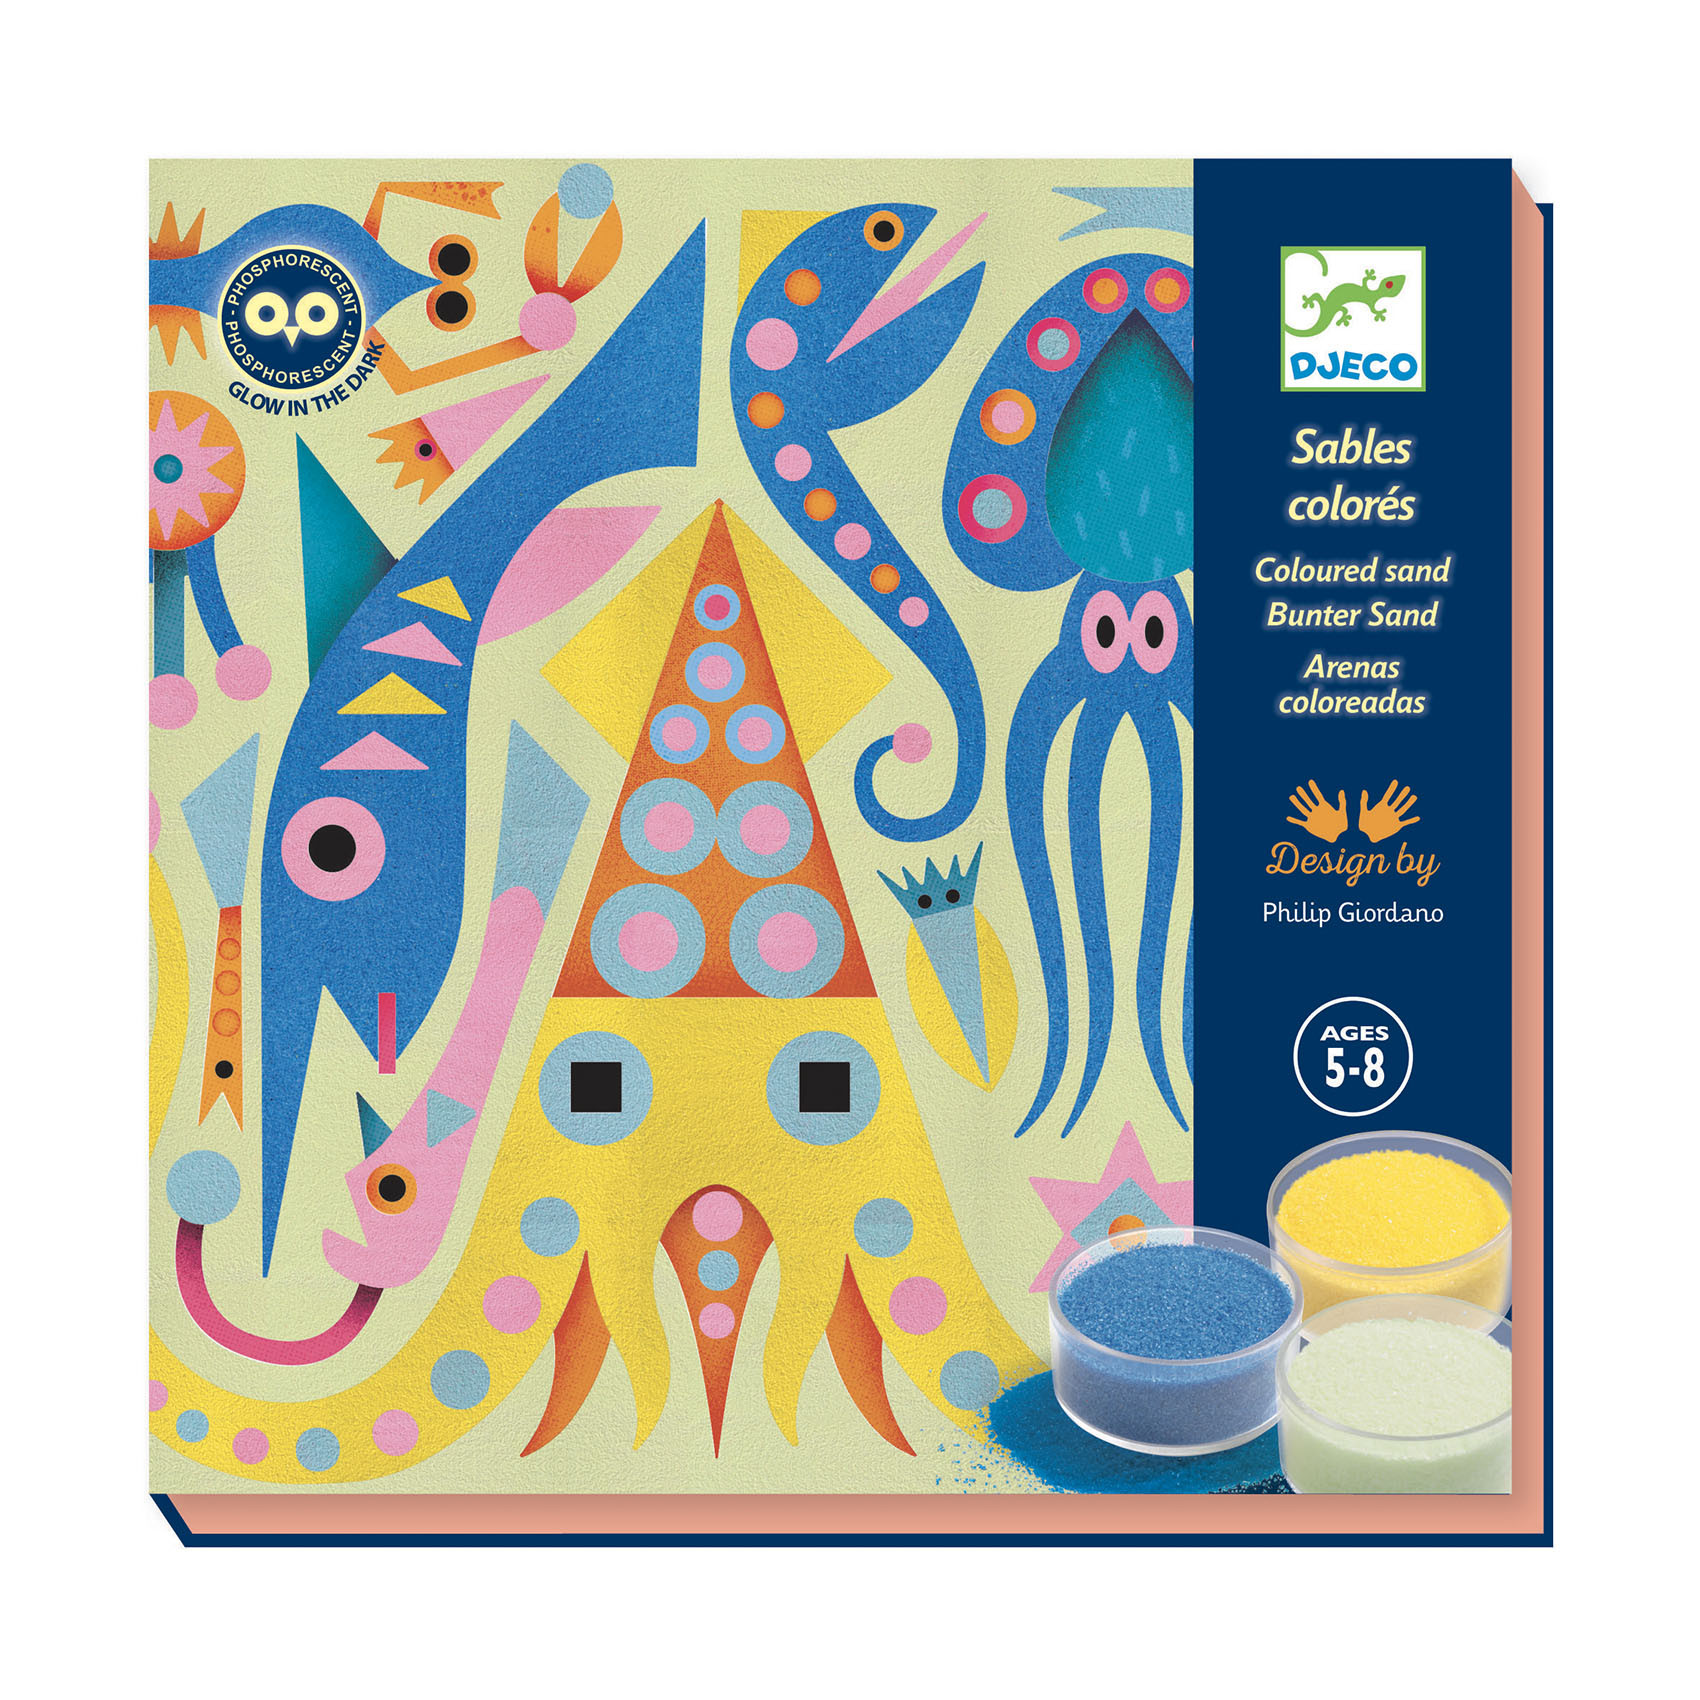 - PHOSPHORESCENT -
PHOSPHORESCENT
GLOW IN THE DARK
DJECO
Sables
colorés
Coloured sand
Bunter Sand
Arenas
coloreadas
Design by
Philip Giordano
AGES
5-8